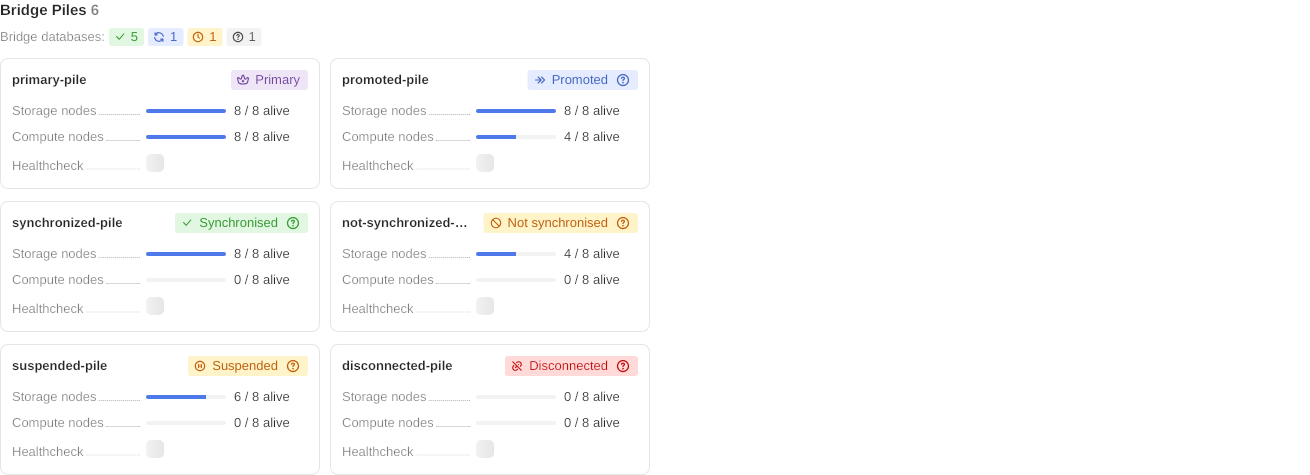 Bridge Piles 6
Bridge databases: 5 1 1 1
primary-pile Primary
Storage nodes 8 / 8 alive
Compute nodes 8 / 8 alive
Healthcheck
promoted-pile Promoted
Storage nodes 8 / 8 alive
Compute nodes 4 / 8 alive
Healthcheck
synchronized-pile Synchronised
Storage nodes 8 / 8 alive
Compute nodes 0 / 8 alive
Healthcheck
not-synchronized-... Not synchronised
Storage nodes 4 / 8 alive
Compute nodes 0 / 8 alive
Healthcheck
suspended-pile Suspended
Storage nodes 6 / 8 alive
Compute nodes 0 / 8 alive
Healthcheck
disconnected-pile Disconnected
Storage nodes 0 / 8 alive
Compute nodes 0 / 8 alive
Healthcheck